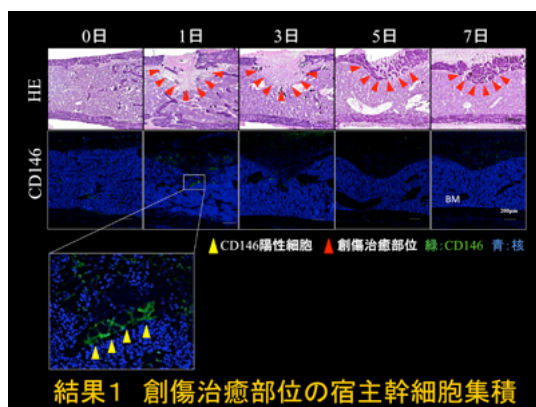 0日 1日 3日 5日 7日
HE
CD146
BM
200μm
CD146陽性細胞 創傷治癒部位 緑:CD146 青:核
結果1 創傷治癒部位の宿主幹細胞集積